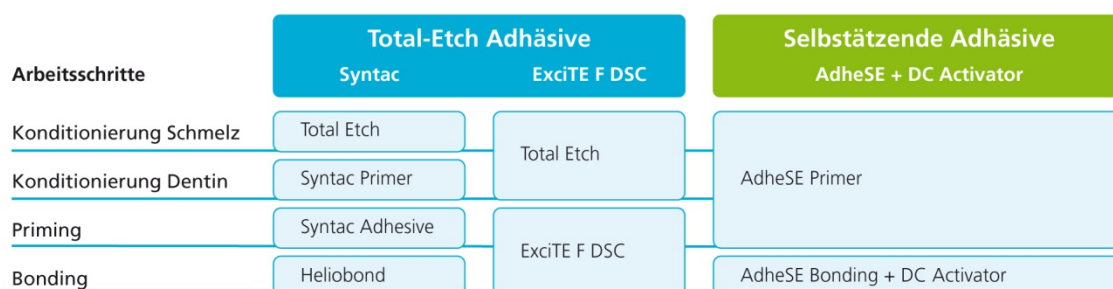 Total-Etch Adhäsive
Selbstätzende Adhäsive
Arbeitsschritte
Syntac
ExciTE F DSC
AdheSE + DC Activator
Konditionierung Schmelz
Total Etch
Total Etch
AdheSE Primer
Konditionierung Dentin
Syntac Primer
Priming
Syntac Adhesive
ExciTE F DSC
Bonding
Heliobond
AdheSE Bonding + DC Activator